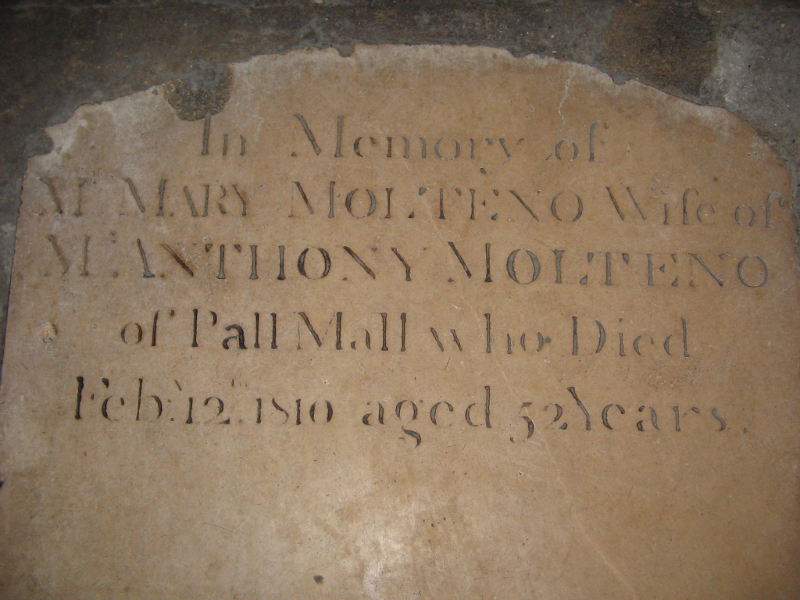 In Memory of
Mrs MARY MOLTENO Wife of
Mr ANTHONY MOLTENO
of Pall Mall who Died
Feby 12th 1810 aged 52 Years.